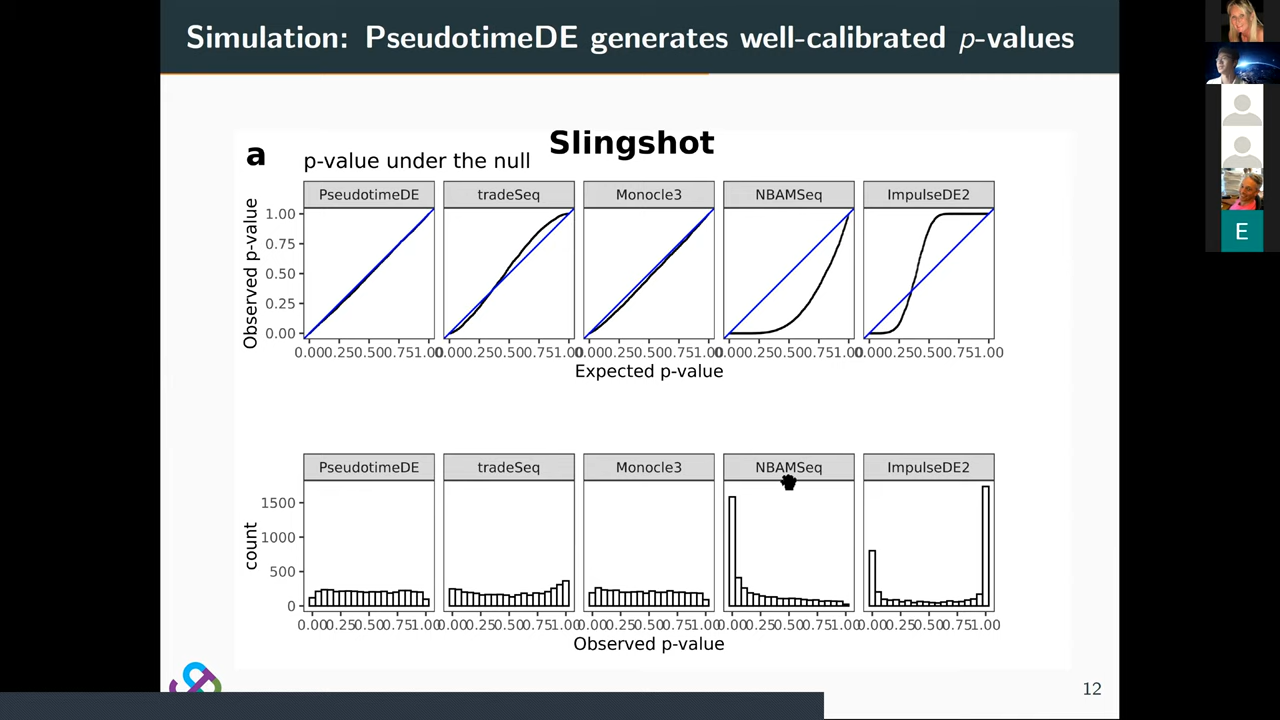 Simulation: PseudotimeDE generates well-calibrated p-values
Slingshot
a
p-value under the null
PseudotimeDE tradeSeq Monocle3 NBAMSeq ImpulseDE2
Observed p-value
1.00
0.75
0.50
0.25
0.00
0.00 0.25 0.50 0.75 1.00 0.00 0.25 0.50 0.75 1.00 0.00 0.25 0.50 0.75 1.00 0.00 0.25 0.50 0.75 1.00 0.00 0.25 0.50 0.75 1.00
Expected p-value
PseudotimeDE tradeSeq Monocle3 NBAMSeq ImpulseDE2
count
1500
1000
500
0
0.00 0.25 0.50 0.75 1.00 0.00 0.25 0.50 0.75 1.00 0.00 0.25 0.50 0.75 1.00 0.00 0.25 0.50 0.75 1.00 0.00 0.25 0.50 0.75 1.00
Observed p-value
12
E